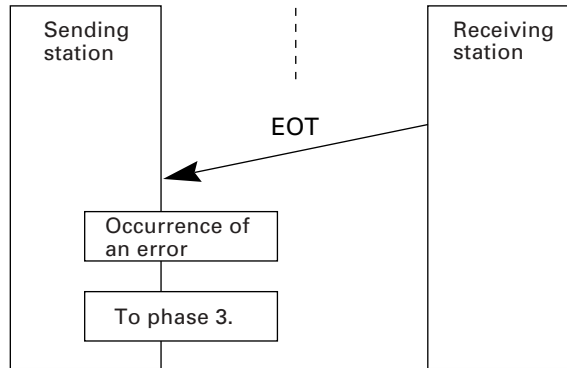 Sending
station
Receiving
station
EOT
Occurrence of
an error
To phase 3.